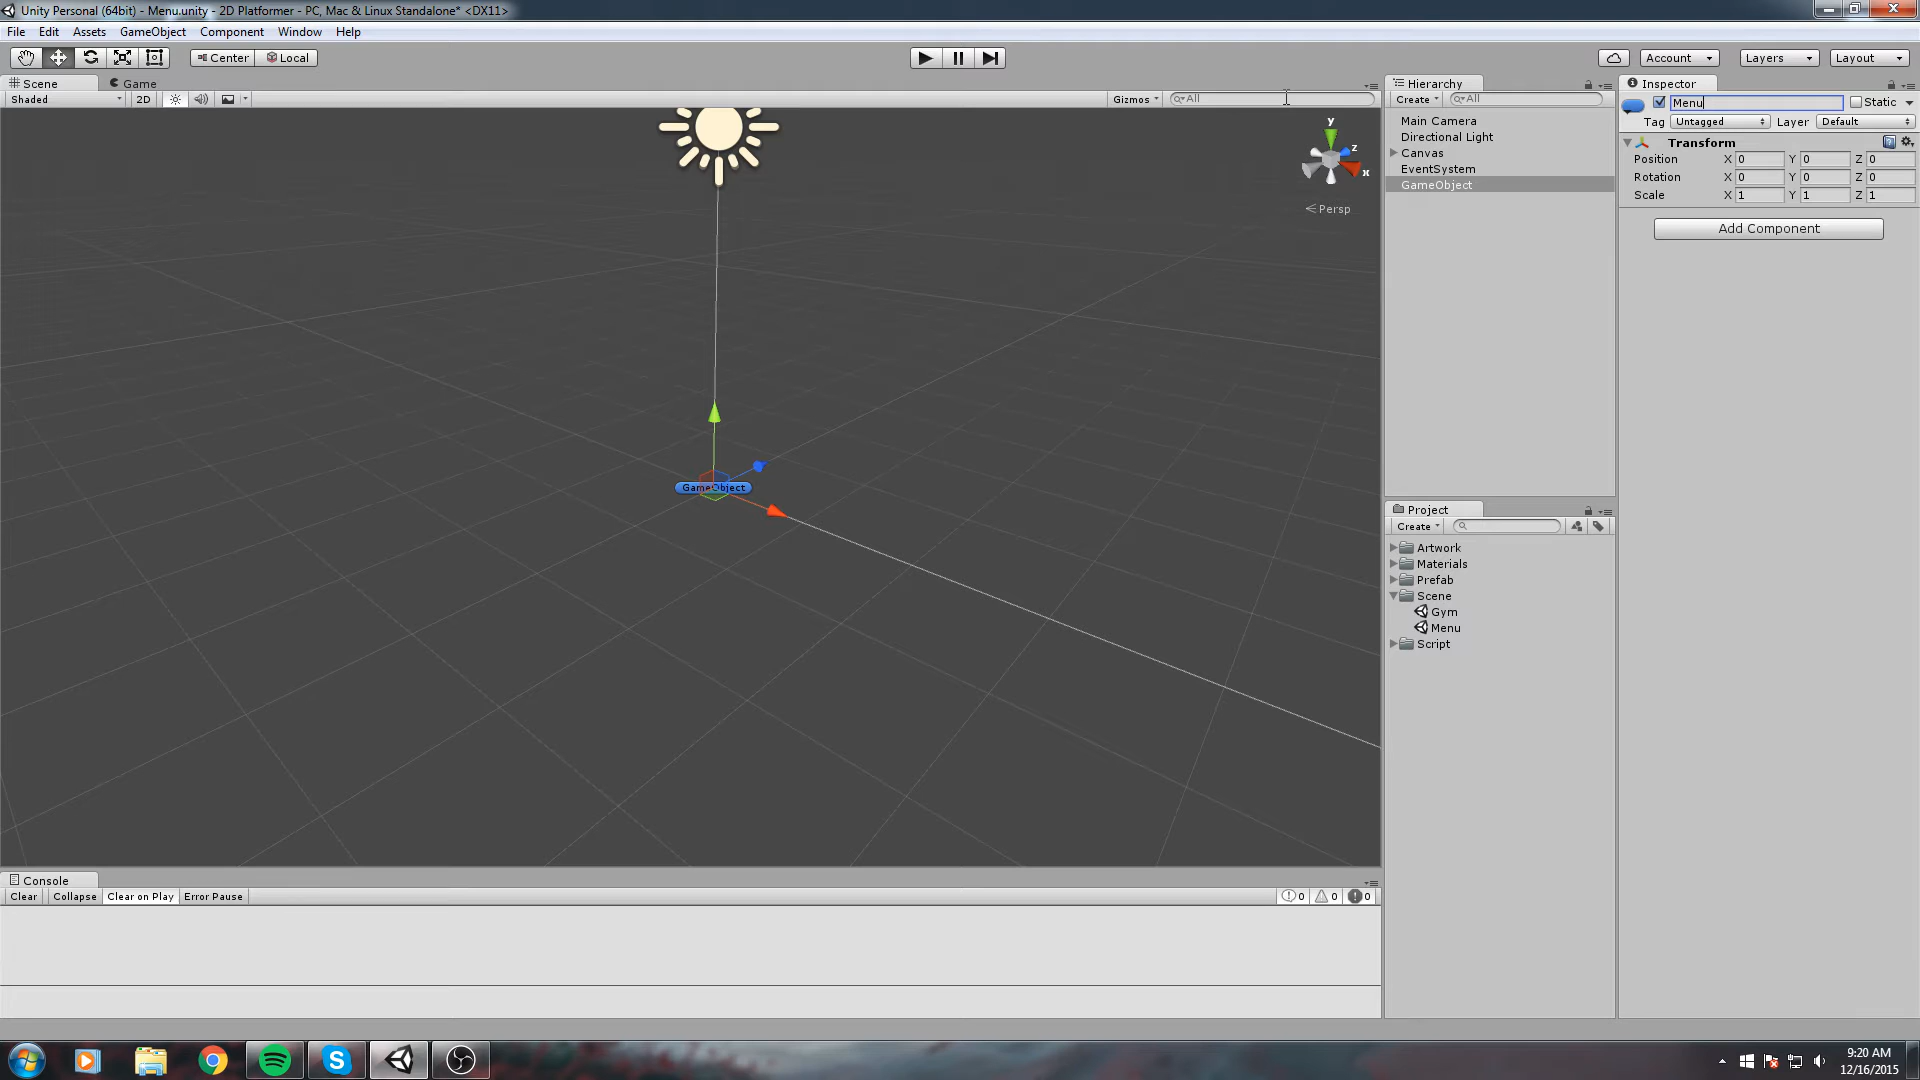 Unity Personal (64bit) - Menu.unity - 2D Platformer - PC, Mac & Linux Standalone* <DX11>
File Edit Assets GameObject Component Window Help
Center Local Account Layers Layout
Scene Game
Shaded 2D Gizmos All
y
z
x
Persp
GameObject
Hierarchy
Create All
Main Camera
Directional Light
Canvas
EventSystem
GameObject
Project
Create
Artwork
Materials
Prefab
Scene
Gym
Menu
Script
Inspector
Menu Static
Tag Untagged Layer Default
Transform
Position X 0 Y 0 Z 0
Rotation X 0 Y 0 Z 0
Scale X 1 Y 1 Z 1
Add Component
Console
Clear Collapse Clear on Play Error Pause 0 0 0
9:20 AM
12/16/2015